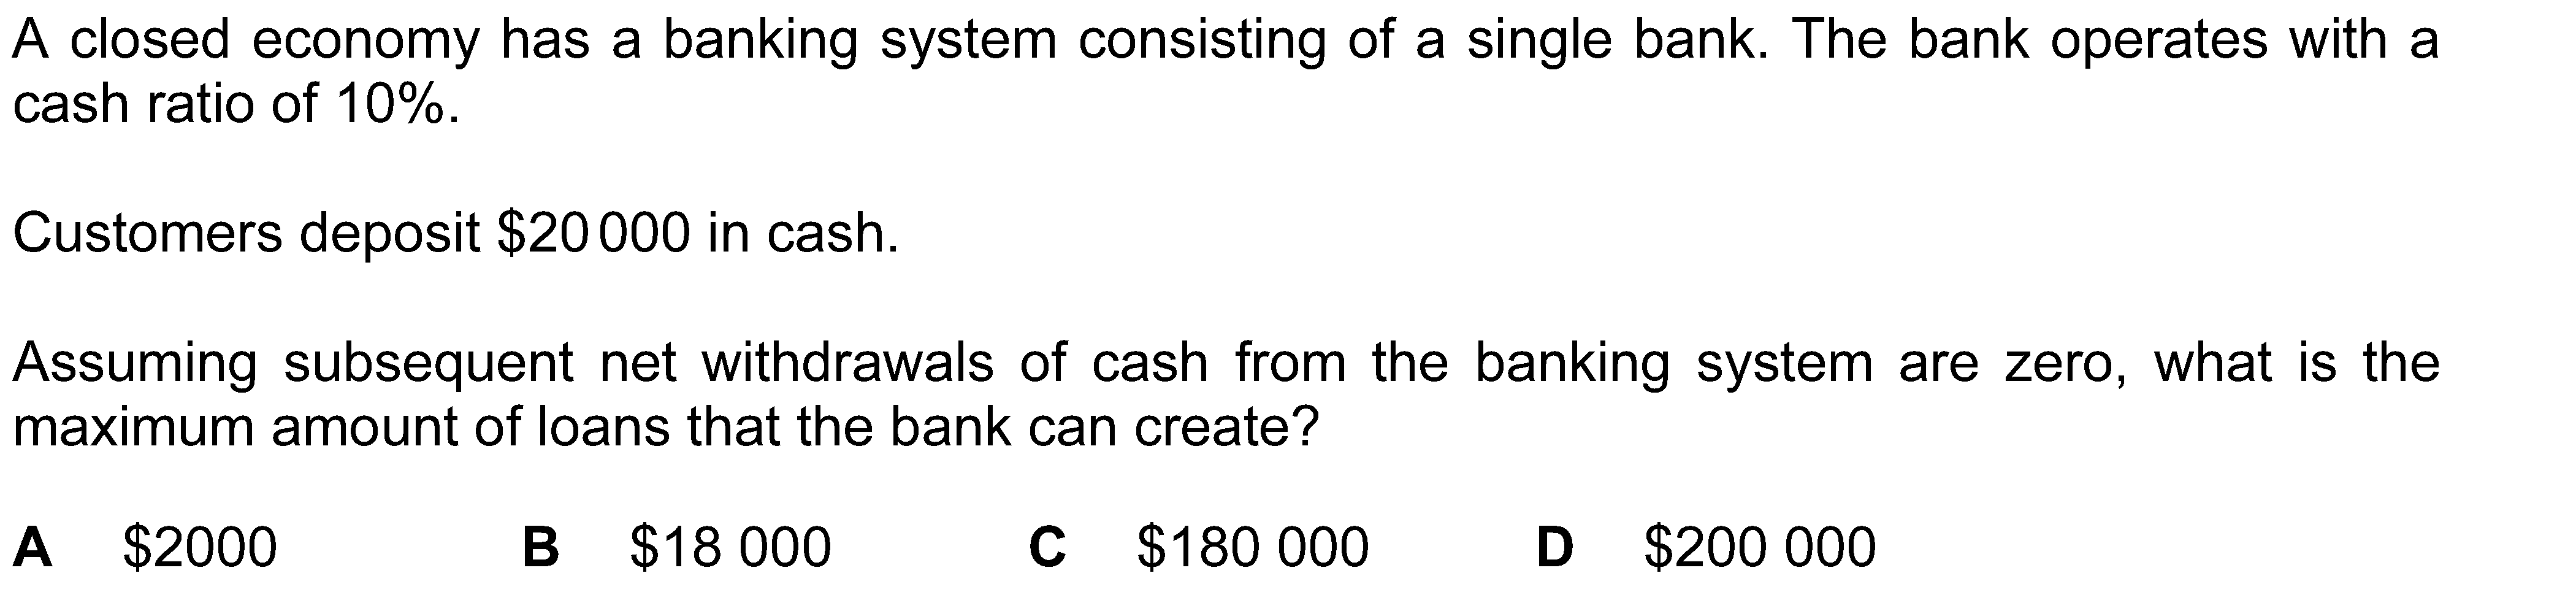 A closed economy has a banking system consisting of a single bank. The bank operates with a
cash ratio of 10%.
Customers deposit $20 000 in cash.
Assuming subsequent net withdrawals of cash from the banking system are zero, what is the
maximum amount of loans that the bank can create?
A $2000 B $18 000 C $180 000 D $200 000